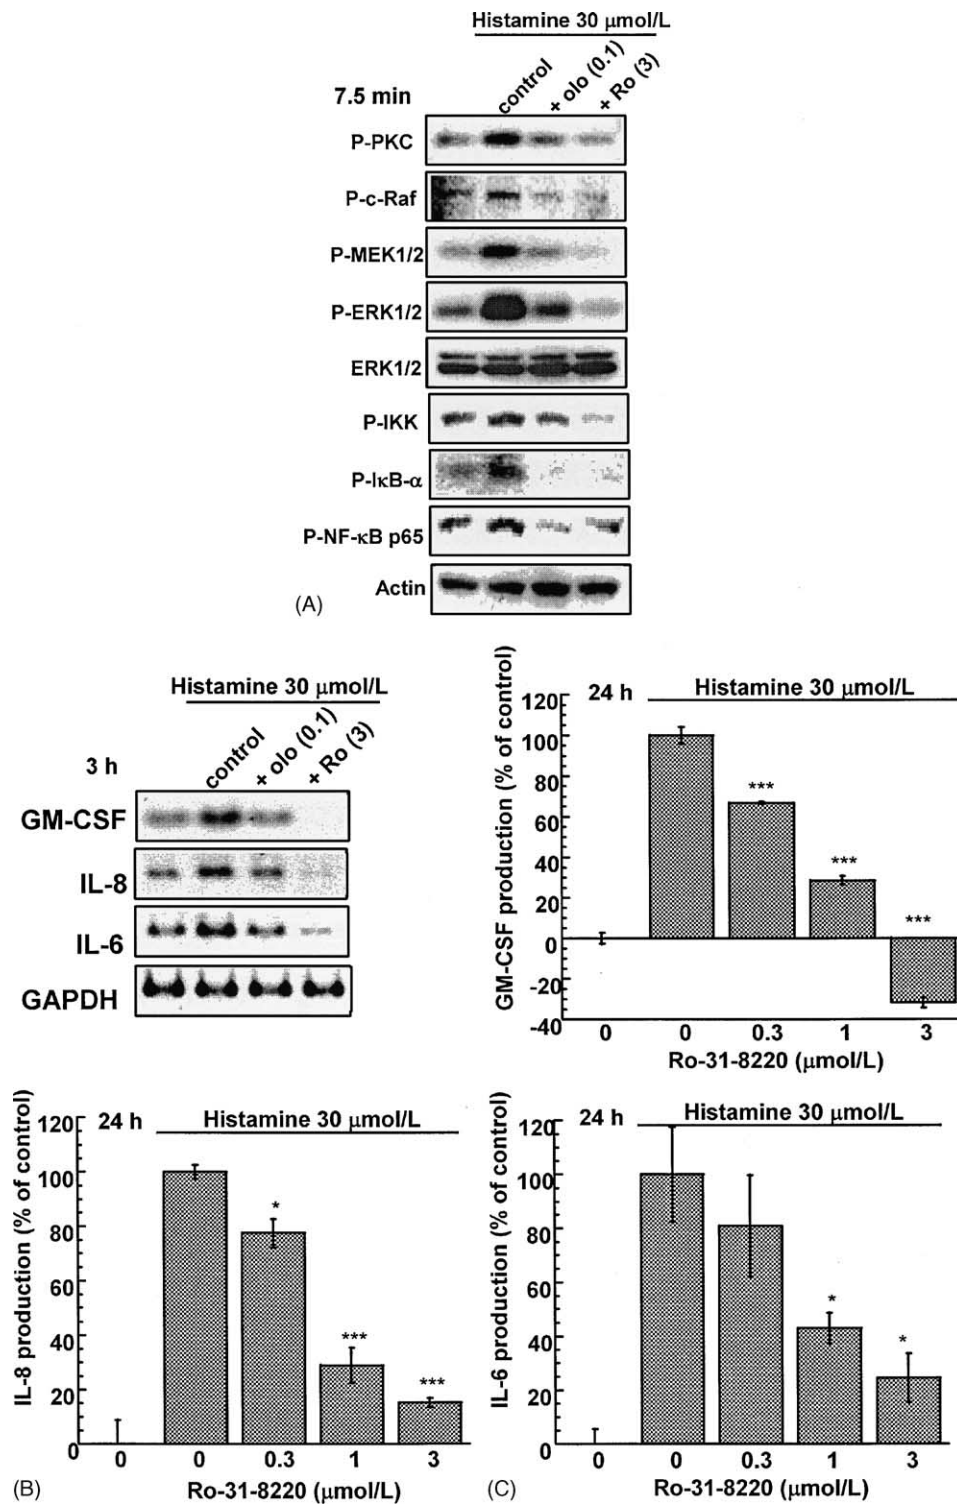 Histamine 30 μmol/L
7.5 min
control
+ olo (0.1)
+ Ro (3)
P-PKC
P-c-Raf
P-MEK1/2
P-ERK1/2
ERK1/2
P-IKK
P-IκB-α
P-NF-κB p65
Actin
(A)
Histamine 30 μmol/L
3 h
control
+ olo (0.1)
+ Ro (3)
GM-CSF
IL-8
IL-6
GAPDH
GM-CSF production (% of control)
24 h
Histamine 30 μmol/L
120
100
80
60
40
20
0
-20
-40
***
***
***
0 0 0.3 1 3
Ro-31-8220 (μmol/L)
IL-8 production (% of control)
24 h
Histamine 30 μmol/L
120
100
80
60
40
20
0
*
***
***
0 0 0.3 1 3
Ro-31-8220 (μmol/L)
(B)
IL-6 production (% of control)
24 h
Histamine 30 μmol/L
120
100
80
60
40
20
0
*
*
0 0 0.3 1 3
Ro-31-8220 (μmol/L)
(C)